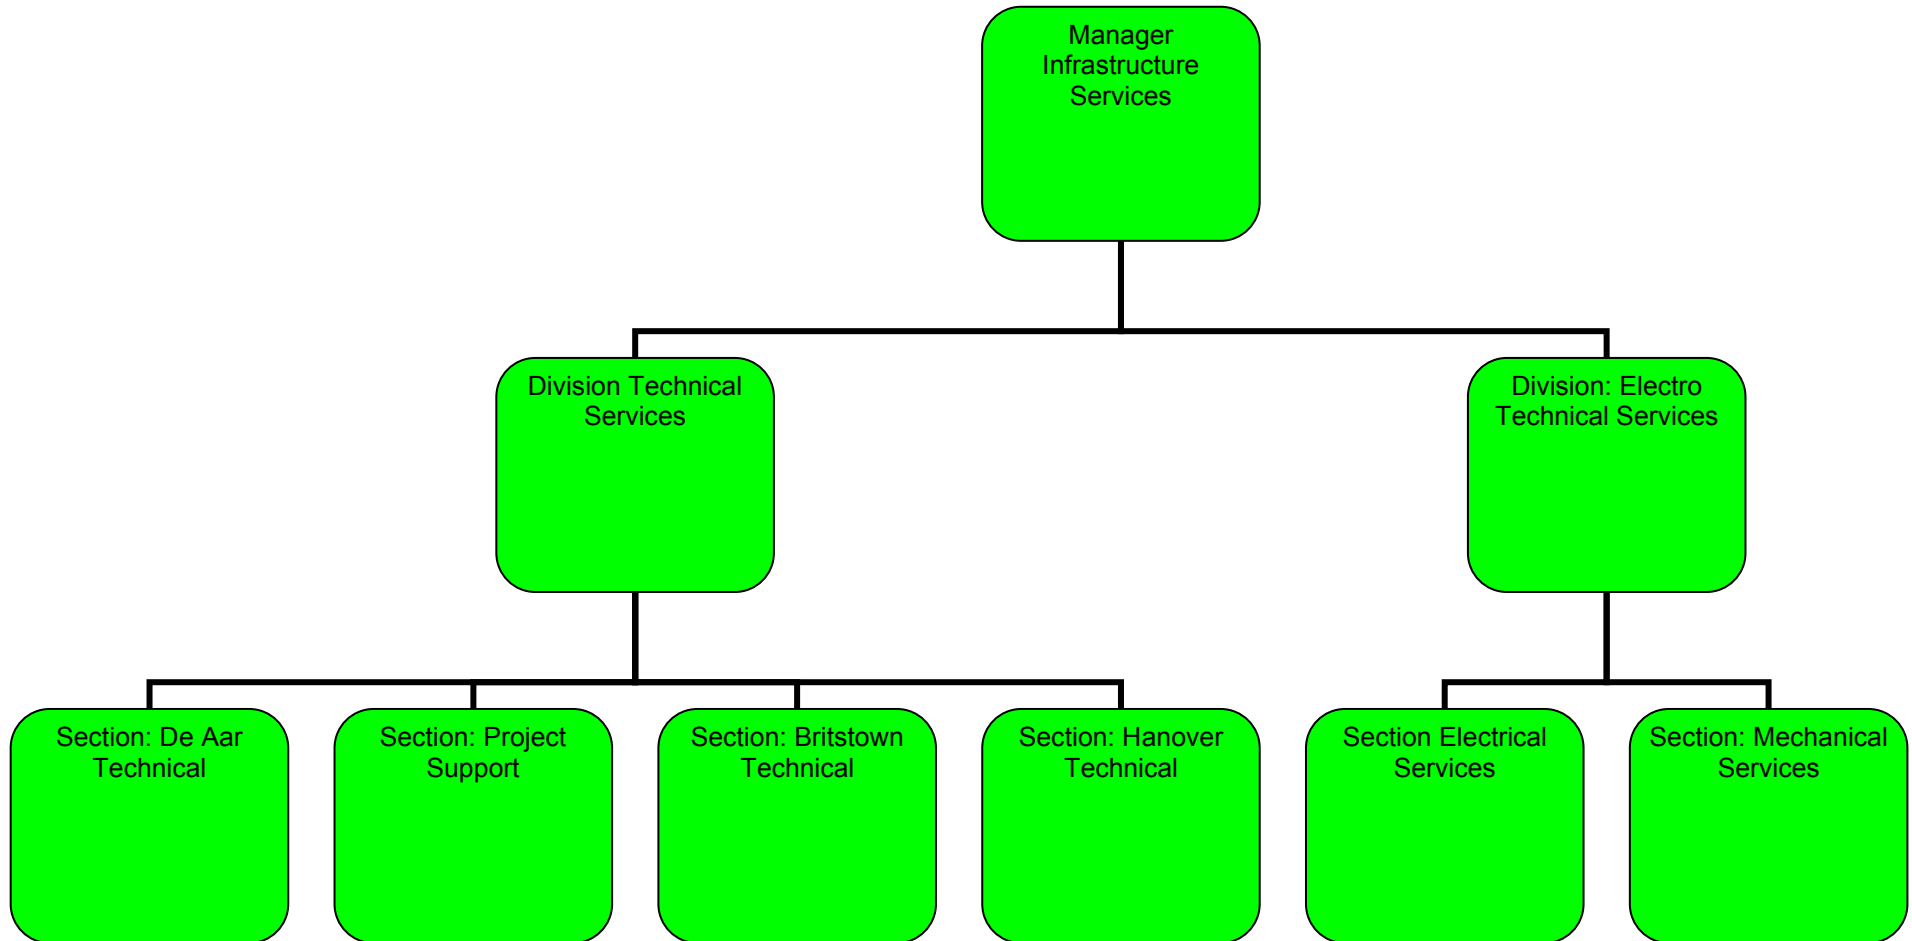 Manager
Infrastructure
Services
Division Technical
Services
Division: Electro
Technical Services
Section: De Aar
Technical
Section: Project
Support
Section: Britstown
Technical
Section: Hanover
Technical
Section Electrical
Services
Section: Mechanical
Services